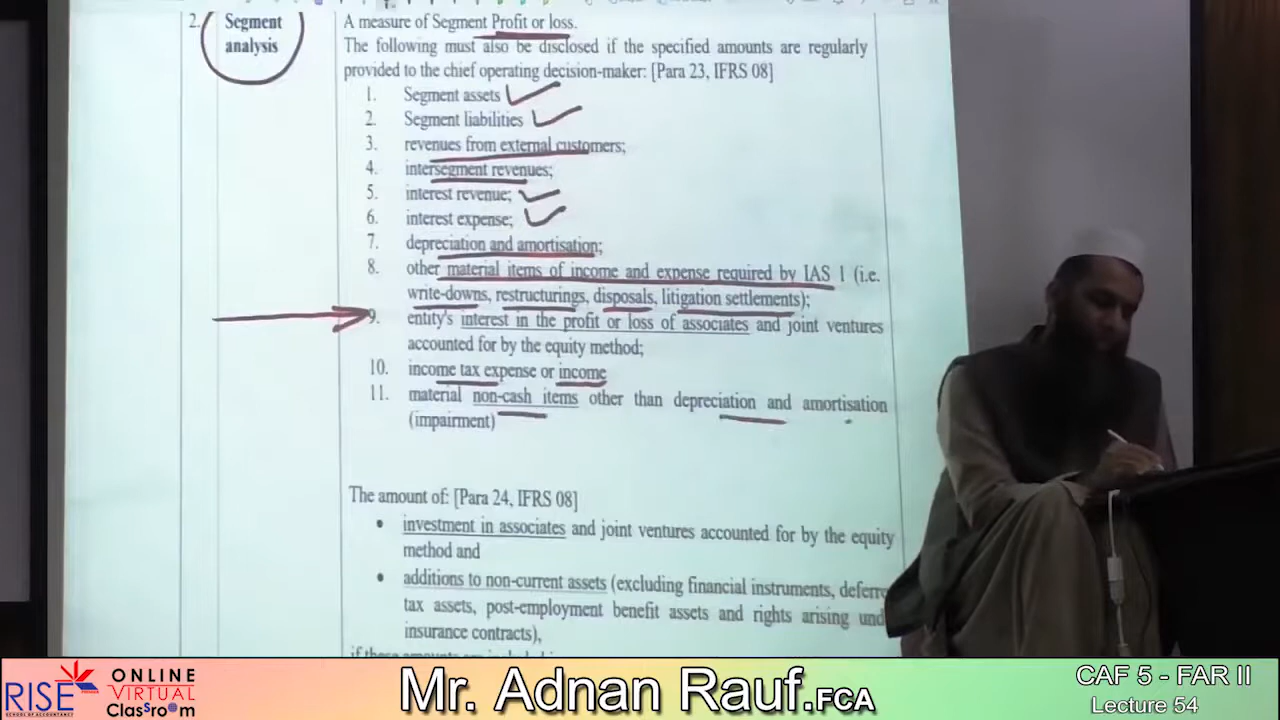 2. Segment analysis
A measure of Segment Profit or loss.
The following must also be disclosed if the specified amounts are regularly
provided to the chief operating decision-maker: [Para 23, IFRS 08]
1. Segment assets
2. Segment liabilities
3. revenues from external customers;
4. intersegment revenues;
5. interest revenue;
6. interest expense;
7. depreciation and amortisation;
8. other material items of income and expense required by IAS 1 (i.e.
write-downs, restructurings, disposals, litigation settlements);
9. entity's interest in the profit or loss of associates and joint ventures
accounted for by the equity method;
10. income tax expense or income
11. material non-cash items other than depreciation and amortisation
(impairment)
The amount of: [Para 24, IFRS 08]
• investment in associates and joint ventures accounted for by the equity
method and
• additions to non-current assets (excluding financial instruments, deferre
tax assets, post-employment benefit assets and rights arising und
insurance contracts),
RISE
SCHOOL OF ACCOUNTANCY
ONLINE
VIRTUAL
Classroom
Mr. Adnan Rauf.FCA
CAF 5 - FAR II
Lecture 54